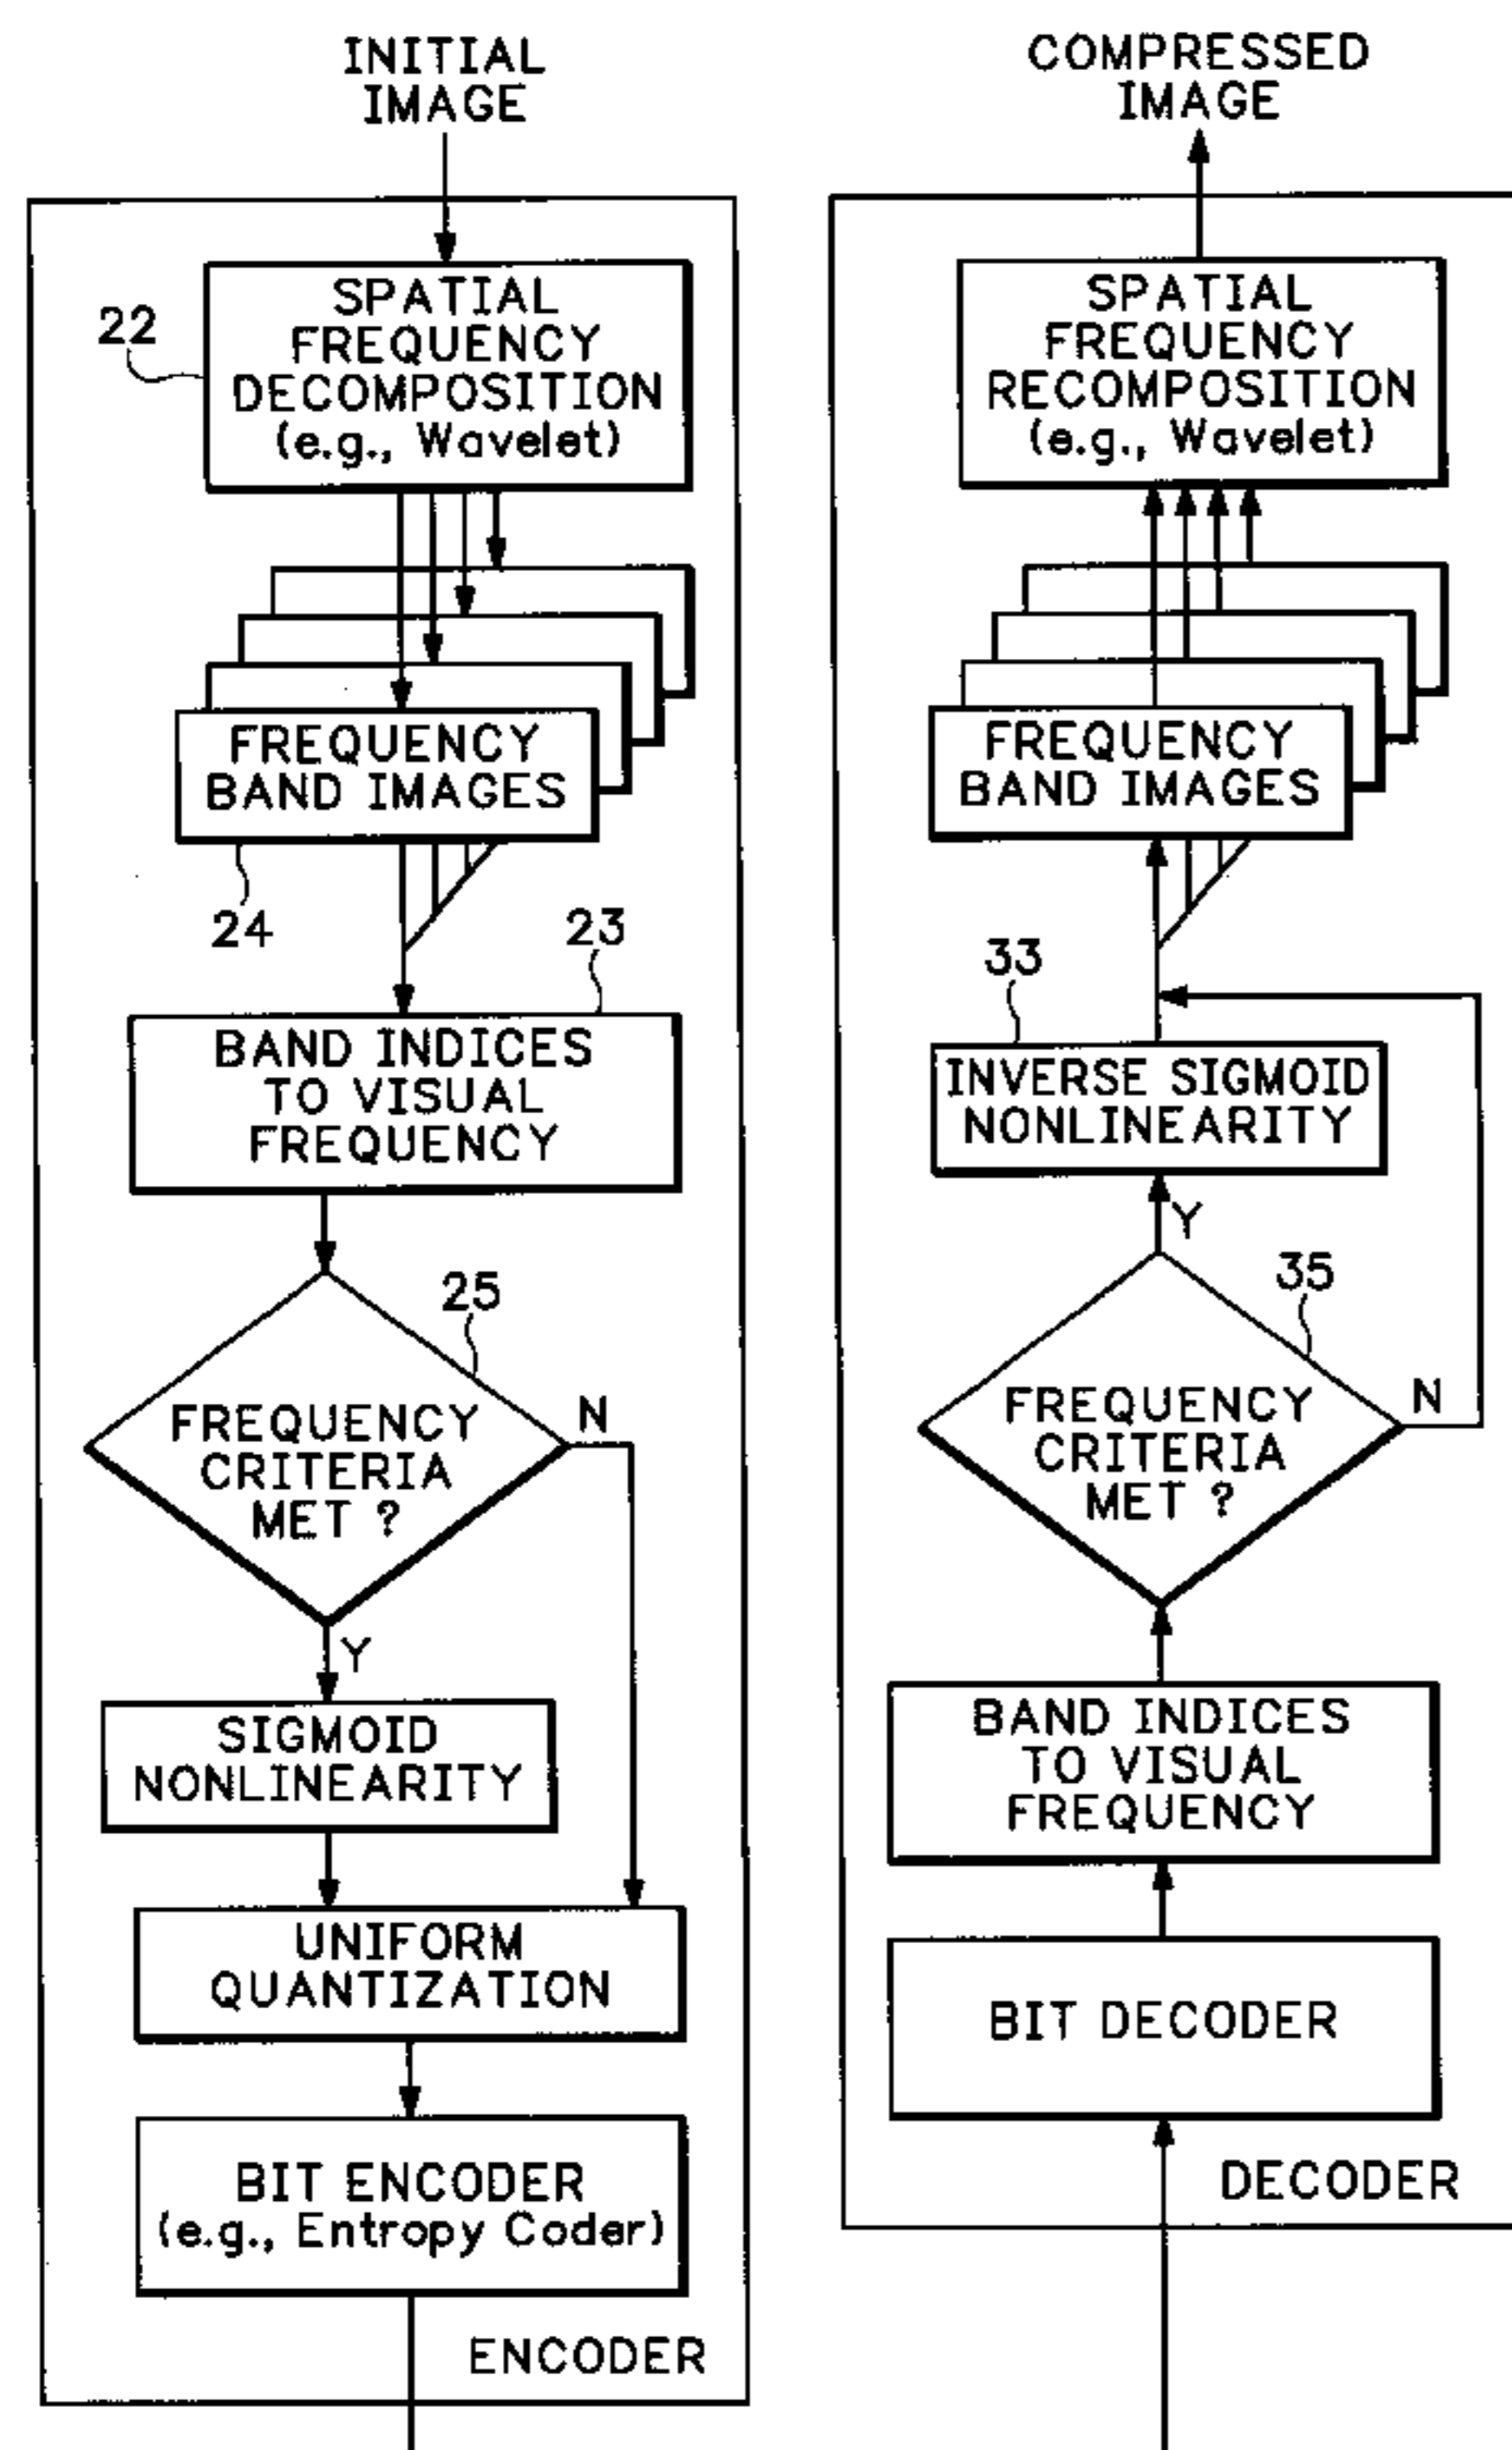 INITIAL
IMAGE
22
SPATIAL
FREQUENCY
DECOMPOSITION
(e.g., Wavelet)
FREQUENCY
BAND IMAGES
24
23
BAND INDICES
TO VISUAL
FREQUENCY
25
FREQUENCY
CRITERIA
MET ?
N
Y
SIGMOID
NONLINEARITY
UNIFORM
QUANTIZATION
BIT ENCODER
(e.g., Entropy Coder)
ENCODER
COMPRESSED
IMAGE
SPATIAL
FREQUENCY
RECOMPOSITION
(e.g., Wavelet)
FREQUENCY
BAND IMAGES
33
INVERSE SIGMOID
NONLINEARITY
Y
35
FREQUENCY
CRITERIA
MET ?
N
BAND INDICES
TO VISUAL
FREQUENCY
BIT DECODER
DECODER